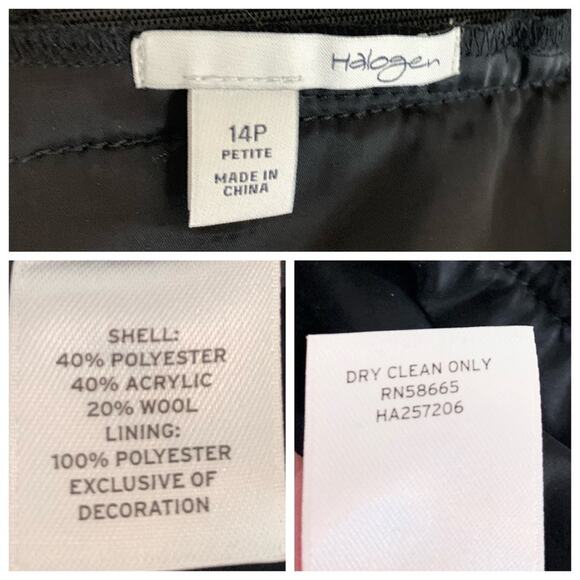 Halogen
14P
PETITE
MADE IN
CHINA
SHELL:
40% POLYESTER
40% ACRYLIC
20% WOOL
LINING:
100% POLYESTER
EXCLUSIVE OF
DECORATION
DRY CLEAN ONLY
RN58665
HA257206